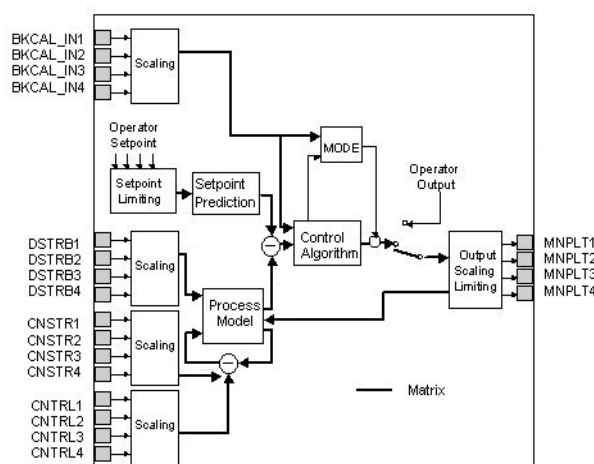 BKCAL_IN1
BKCAL_IN2
BKCAL_IN3
BKCAL_IN4
Scaling
Operator
Setpoint
MODE
Operator
Output
Setpoint
Limiting
Setpoint
Prediction
Control
Algorithm
DSTRB1
DSTRB2
DSTRB3
DSTRB4
Scaling
Output
Scaling
Limiting
MNPLT1
MNPLT2
MNPLT3
MNPLT4
Process
Model
CNSTR1
CNSTR2
CNSTR3
CNSTR4
Scaling
Matrix
CNTRL1
CNTRL2
CNTRL3
CNTRL4
Scaling